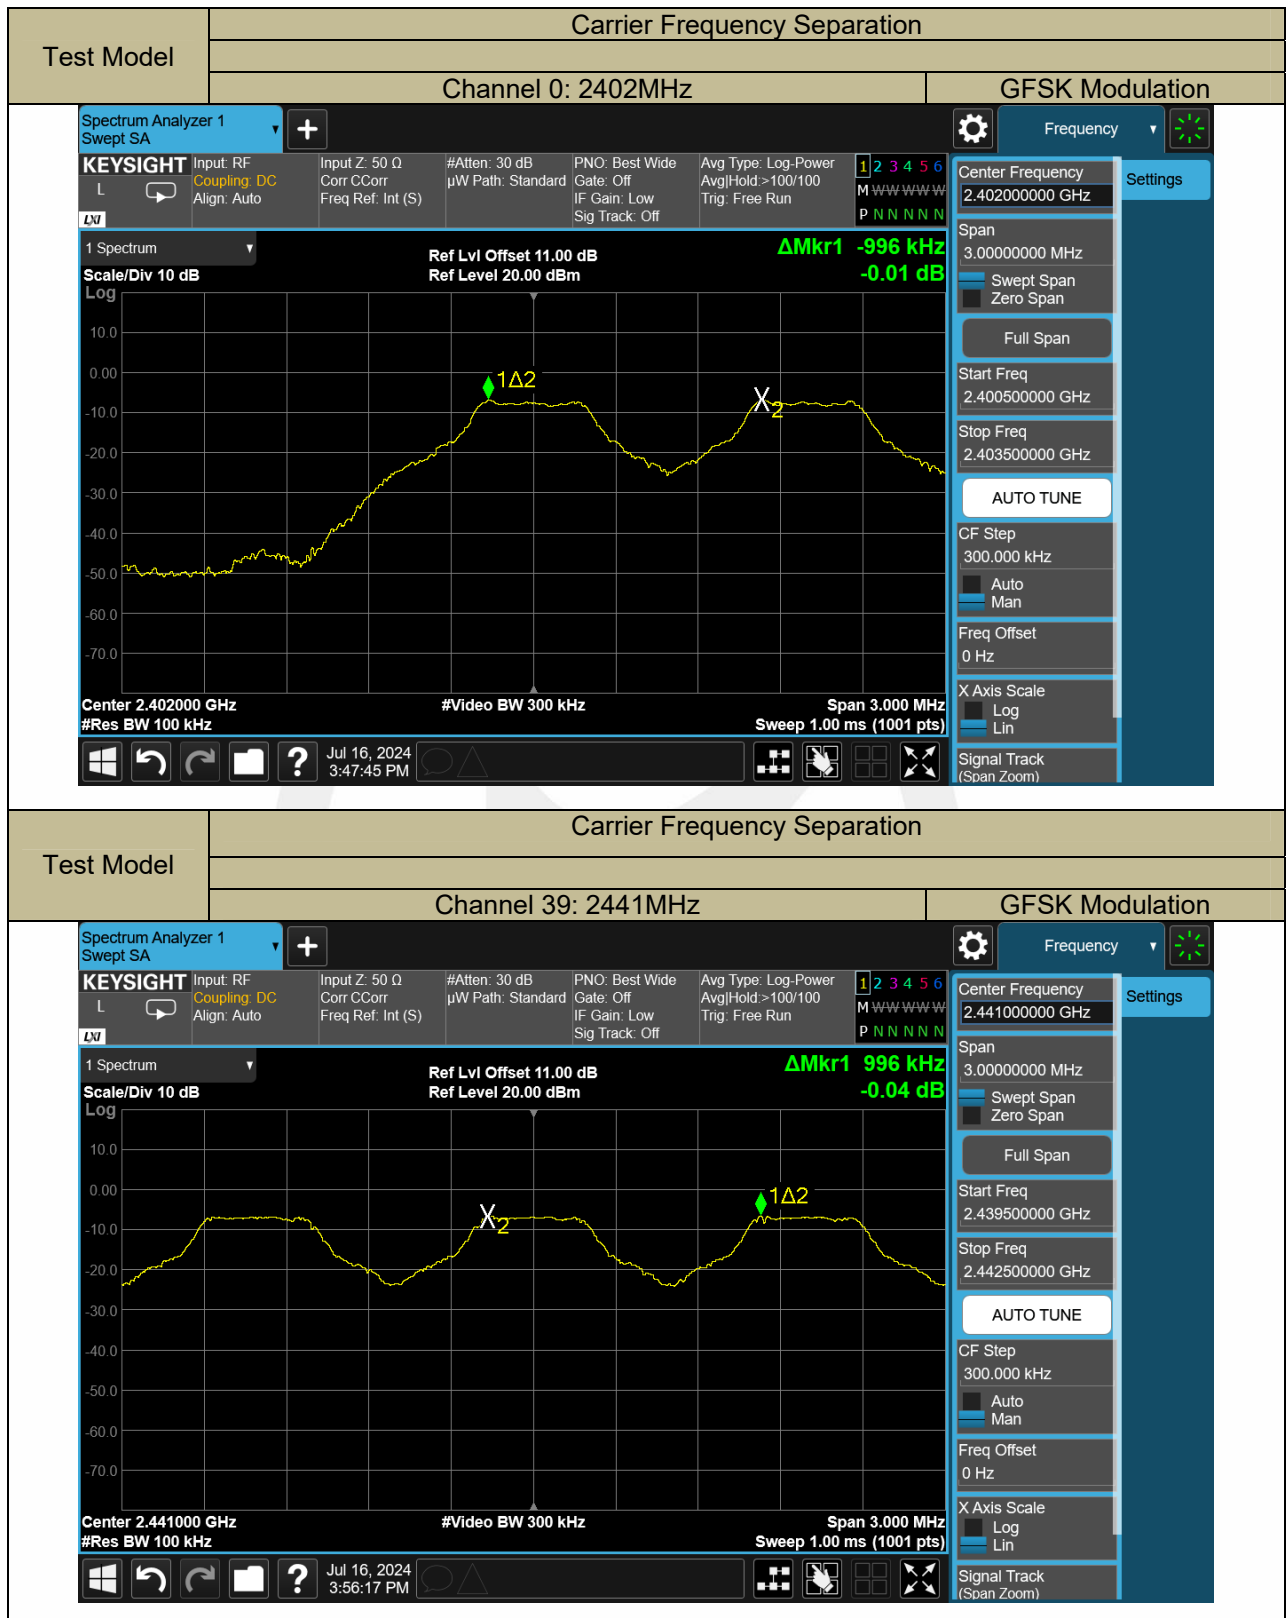 Test Model
Carrier Frequency Separation
Channel 0: 2402MHz
GFSK Modulation
Spectrum Analyzer 1
Swept SA
Frequency
KEYSIGHT
L
LXI
Input: RF
Coupling: DC
Align: Auto
Input Z: 50 Ω
Corr CCorr
Freq Ref: Int (S)
#Atten: 30 dB
µW Path: Standard
PNO: Best Wide
Gate: Off
IF Gain: Low
Sig Track: Off
Avg Type: Log-Power
Avg|Hold:>100/100
Trig: Free Run
1 2 3 4 5 6
M W W W W W
P N N N N N
1 Spectrum
Scale/Div 10 dB
Log
Ref Lvl Offset 11.00 dB
Ref Level 20.00 dBm
ΔMkr1 -996 kHz
-0.01 dB
10.0
0.00
-10.0
-20.0
-30.0
-40.0
-50.0
-60.0
-70.0
1Δ2
X2
Center 2.402000 GHz
#Res BW 100 kHz
#Video BW 300 kHz
Span 3.000 MHz
Sweep 1.00 ms (1001 pts)
Jul 16, 2024
3:47:45 PM
Center Frequency
2.402000000 GHz
Settings
Span
3.00000000 MHz
Swept Span
Zero Span
Full Span
Start Freq
2.400500000 GHz
Stop Freq
2.403500000 GHz
AUTO TUNE
CF Step
300.000 kHz
Auto
Man
Freq Offset
0 Hz
X Axis Scale
Log
Lin
Signal Track
(Span Zoom)
Test Model
Carrier Frequency Separation
Channel 39: 2441MHz
GFSK Modulation
Spectrum Analyzer 1
Swept SA
Frequency
KEYSIGHT
L
LXI
Input: RF
Coupling: DC
Align: Auto
Input Z: 50 Ω
Corr CCorr
Freq Ref: Int (S)
#Atten: 30 dB
µW Path: Standard
PNO: Best Wide
Gate: Off
IF Gain: Low
Sig Track: Off
Avg Type: Log-Power
Avg|Hold:>100/100
Trig: Free Run
1 2 3 4 5 6
M W W W W W
P N N N N N
1 Spectrum
Scale/Div 10 dB
Log
Ref Lvl Offset 11.00 dB
Ref Level 20.00 dBm
ΔMkr1 996 kHz
-0.04 dB
10.0
0.00
-10.0
-20.0
-30.0
-40.0
-50.0
-60.0
-70.0
X2
1Δ2
Center 2.441000 GHz
#Res BW 100 kHz
#Video BW 300 kHz
Span 3.000 MHz
Sweep 1.00 ms (1001 pts)
Jul 16, 2024
3:56:17 PM
Center Frequency
2.441000000 GHz
Settings
Span
3.00000000 MHz
Swept Span
Zero Span
Full Span
Start Freq
2.439500000 GHz
Stop Freq
2.442500000 GHz
AUTO TUNE
CF Step
300.000 kHz
Auto
Man
Freq Offset
0 Hz
X Axis Scale
Log
Lin
Signal Track
(Span Zoom)